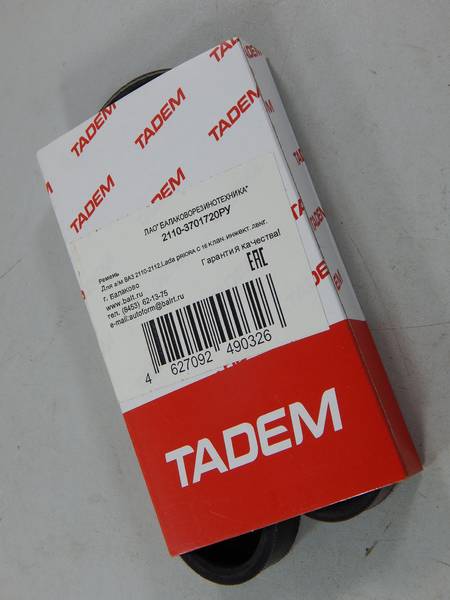 TADEM
TADEM
TADEM
TADEM
TADEM
ПАО "БАЛАКОВОРЕЗИНОТЕХНИКА"
2110-3701720РУ
Ремень
Для а/м ВАЗ 2110-2112,Lada PRIORA С 16 клач. инжект. двиг.
г. Балаково
www.bairt.ru
тел. (8453) 62-13-75
e-mail:autoform@bairt.ru
Гарантия качества!
EAC
4 627092 490326
TADEM